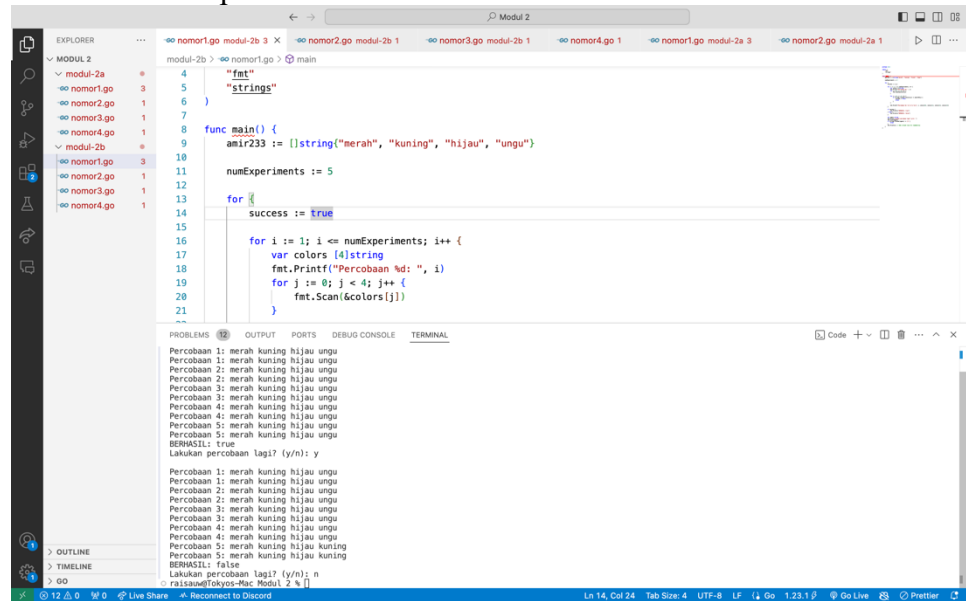 Modul 2
EXPLORER
nomor1.go modul-2b 3
nomor2.go modul-2b 1
nomor3.go modul-2b 1
nomor4.go 1
nomor1.go modul-2a 3
nomor2.go modul-2a 1
MODUL 2
modul-2a
nomor1.go 3
nomor2.go 1
nomor3.go 1
nomor4.go 1
modul-2b
nomor1.go 3
nomor2.go 1
nomor3.go 1
nomor4.go 1
2
1
1
OUTLINE
TIMELINE
GO
modul-2b > nomor1.go > main
4 "fmt"
5 "strings"
6 )
7
8 func main() {
9 amir233 := []string{"merah", "kuning", "hijau", "ungu"}
10
11 numExperiments := 5
12
13 for {
14 success := true
15
16 for i := 1; i <= numExperiments; i++ {
17 var colors [4]string
18 fmt.Printf("Percobaan %d: ", i)
19 for j := 0; j < 4; j++ {
20 fmt.Scan(&colors[j])
21 }
PROBLEMS 12 OUTPUT PORTS DEBUG CONSOLE TERMINAL
Code
Percobaan 1: merah kuning hijau ungu
Percobaan 1: merah kuning hijau ungu
Percobaan 2: merah kuning hijau ungu
Percobaan 2: merah kuning hijau ungu
Percobaan 3: merah kuning hijau ungu
Percobaan 3: merah kuning hijau ungu
Percobaan 4: merah kuning hijau ungu
Percobaan 4: merah kuning hijau ungu
Percobaan 5: merah kuning hijau ungu
Percobaan 5: merah kuning hijau ungu
BERHASIL: true
Lakukan percobaan lagi? (y/n): y
Percobaan 1: merah kuning hijau ungu
Percobaan 1: merah kuning hijau ungu
Percobaan 2: merah kuning hijau ungu
Percobaan 2: merah kuning hijau ungu
Percobaan 3: merah kuning hijau ungu
Percobaan 3: merah kuning hijau ungu
Percobaan 4: merah kuning hijau ungu
Percobaan 4: merah kuning hijau ungu
Percobaan 5: merah kuning hijau kuning
Percobaan 5: merah kuning hijau kuning
BERHASIL: false
Lakukan percobaan lagi? (y/n): n
raisauw@Tokyos-Mac Modul 2 %
12 0 0 Live Share Reconnect to Discord Ln 14, Col 24 Tab Size: 4 UTF-8 LF Go 1.23.1 Go Live Prettier